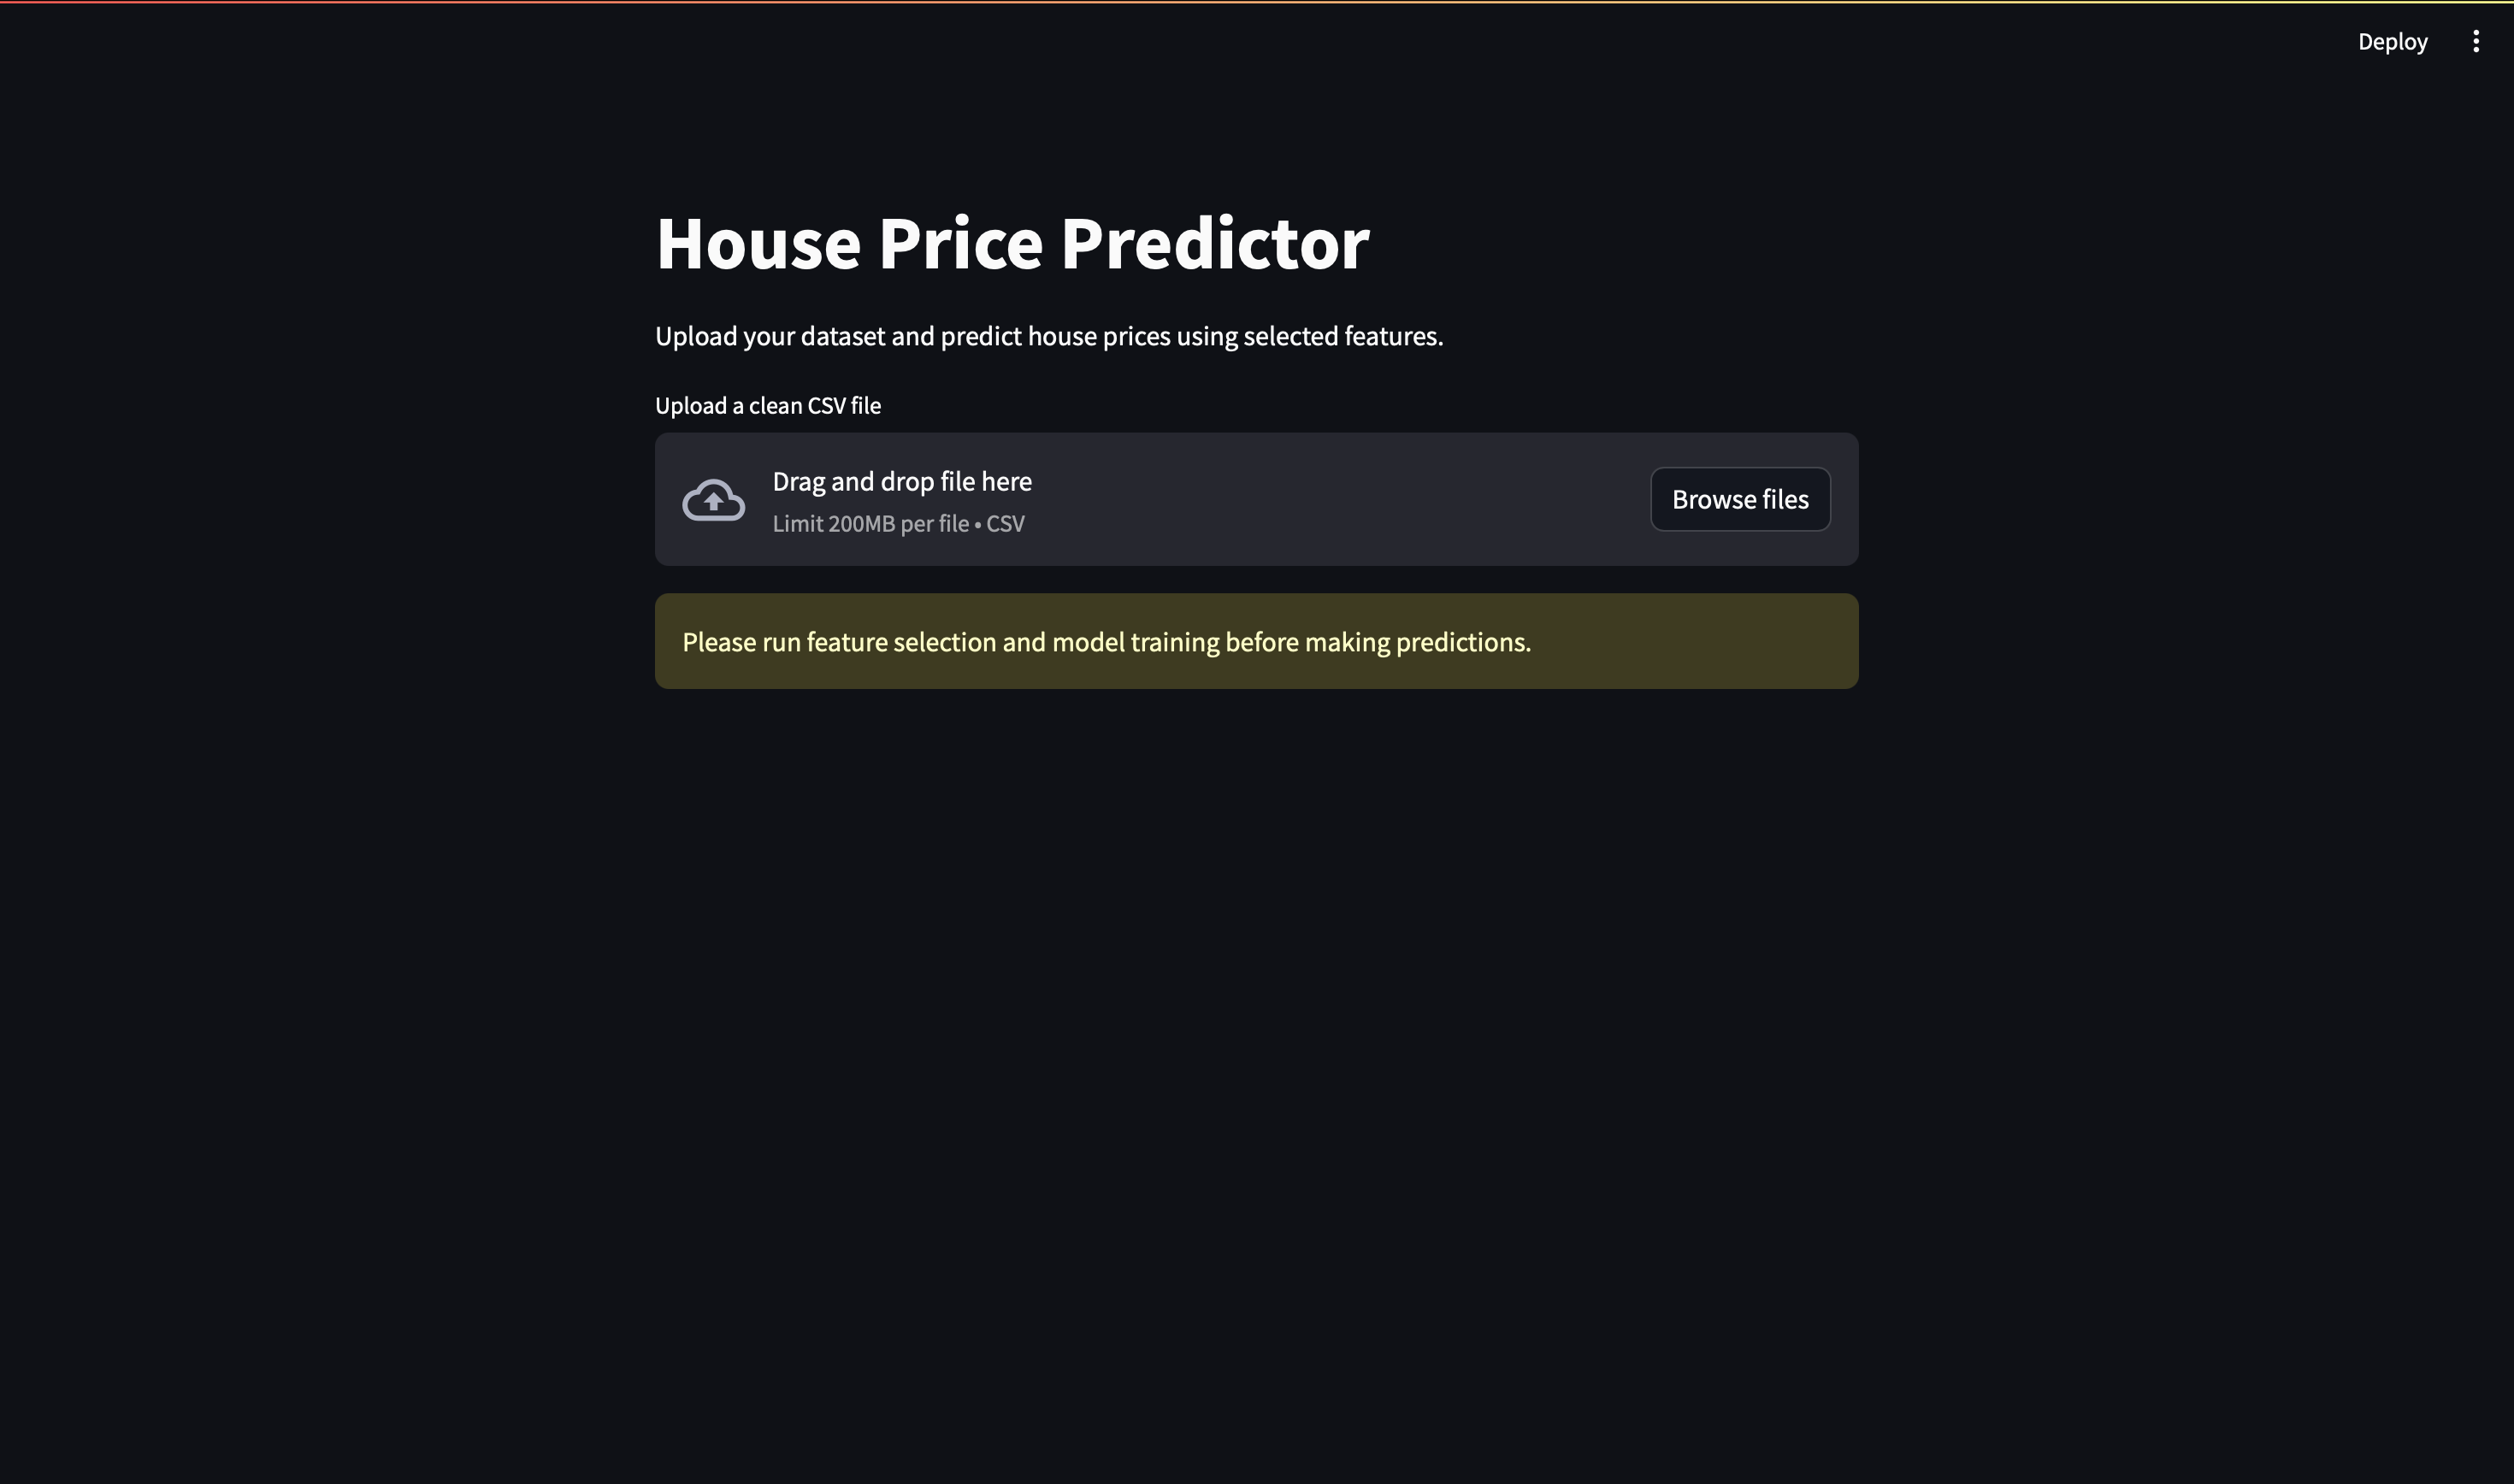 Deploy
House Price Predictor
Upload your dataset and predict house prices using selected features.
Upload a clean CSV file
Drag and drop file here
Limit 200MB per file • CSV
Browse files
Please run feature selection and model training before making predictions.